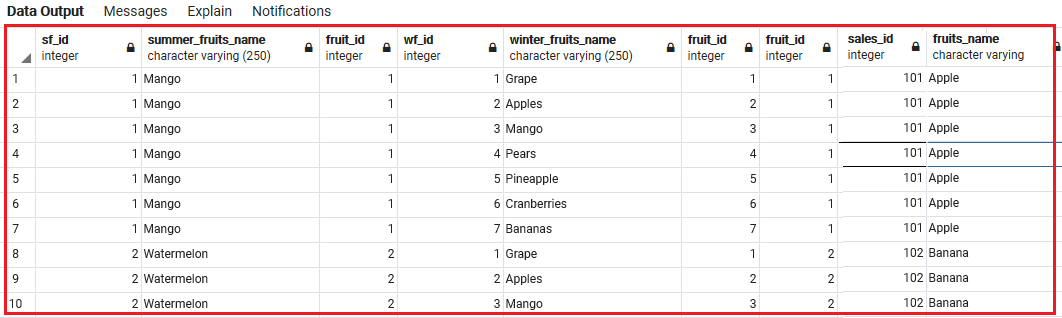 Data Output Messages Explain Notifications
sf_id summer_fruits_name fruit_id wf_id winter_fruits_name fruit_id fruit_id sales_id fruits_name
integer character varying (250) integer integer character varying (250) integer integer integer character varying
1 1 Mango 1 1 Grape 1 1 101 Apple
2 1 Mango 1 2 Apples 2 1 101 Apple
3 1 Mango 1 3 Mango 3 1 101 Apple
4 1 Mango 1 4 Pears 4 1 101 Apple
5 1 Mango 1 5 Pineapple 5 1 101 Apple
6 1 Mango 1 6 Cranberries 6 1 101 Apple
7 1 Mango 1 7 Bananas 7 1 101 Apple
8 2 Watermelon 2 1 Grape 1 2 102 Banana
9 2 Watermelon 2 2 Apples 2 2 102 Banana
10 2 Watermelon 2 3 Mango 3 2 102 Banana